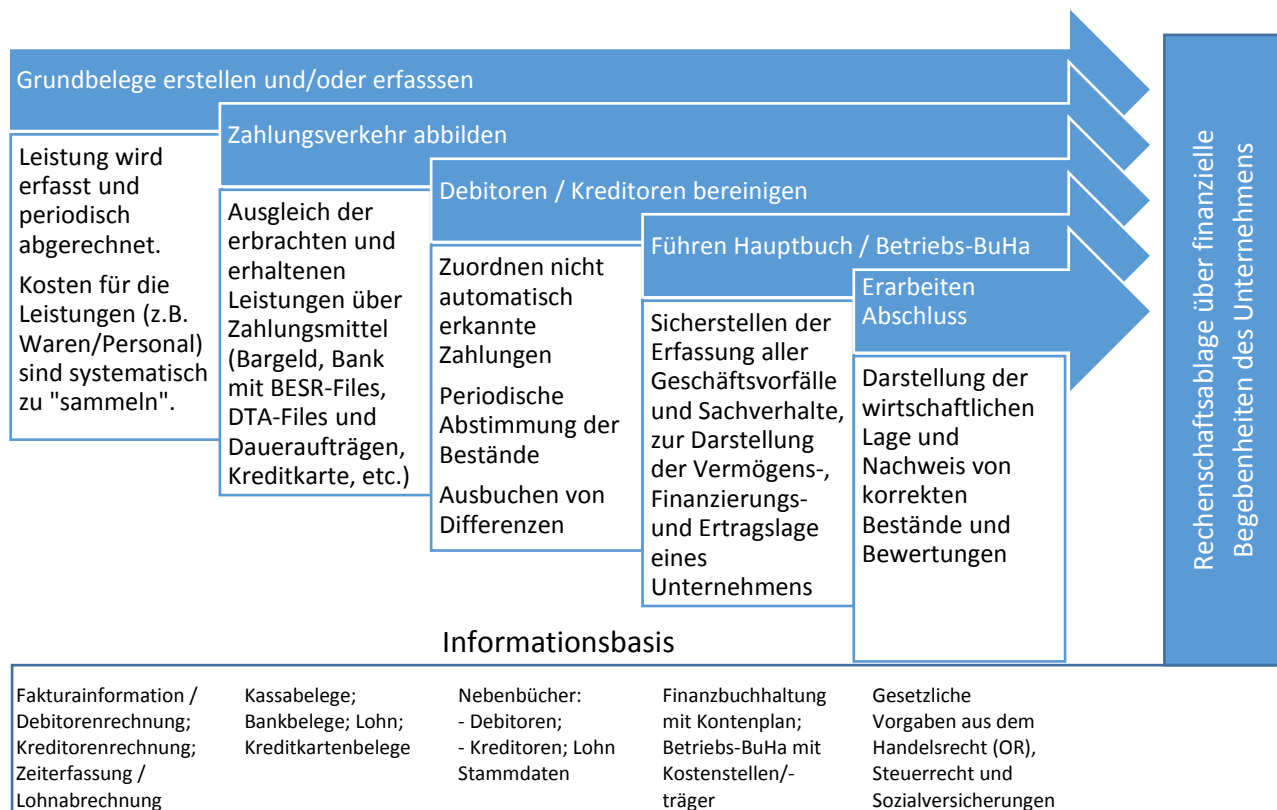 Grundbelege erstellen und/oder erfasssen
Leistung wird
erfasst und
periodisch
abgerechnet.
Kosten für die
Leistungen (z.B.
Waren/Personal)
sind systematisch
zu "sammeln".
Zahlungsverkehr abbilden
Ausgleich der
erbrachten und
erhaltenen
Leistungen über
Zahlungsmittel
(Bargeld, Bank
mit BESR-Files,
DTA-Files und
Daueraufträgen,
Kreditkarte, etc.)
Debitoren / Kreditoren bereinigen
Zuordnen nicht
automatisch
erkannte
Zahlungen
Periodische
Abstimmung der
Bestände
Ausbuchen von
Differenzen
Führen Hauptbuch / Betriebs-BuHa
Sicherstellen der
Erfassung aller
Geschäftsvorfälle
und Sachverhalte,
zur Darstellung
der Vermögens-,
Finanzierungs-
und Ertragslage
eines
Unternehmens
Erarbeiten
Abschluss
Darstellung der
wirtschaftlichen
Lage und
Nachweis von
korrekten
Bestände und
Bewertungen
Rechenschaftsablage über finanzielle
Begebenheiten des Unternehmens
Informationsbasis
Fakturainformation /
Debitorenrechnung;
Kreditorenrechnung;
Zeiterfassung /
Lohnabrechnung
Kassabelege;
Bankbelege; Lohn;
Kreditkartenbelege
Nebenbücher:
- Debitoren;
- Kreditoren; Lohn
Stammdaten
Finanzbuchhaltung
mit Kontenplan;
Betriebs-BuHa mit
Kostenstellen/-
träger
Gesetzliche
Vorgaben aus dem
Handelsrecht (OR),
Steuerrecht und
Sozialversicherungen